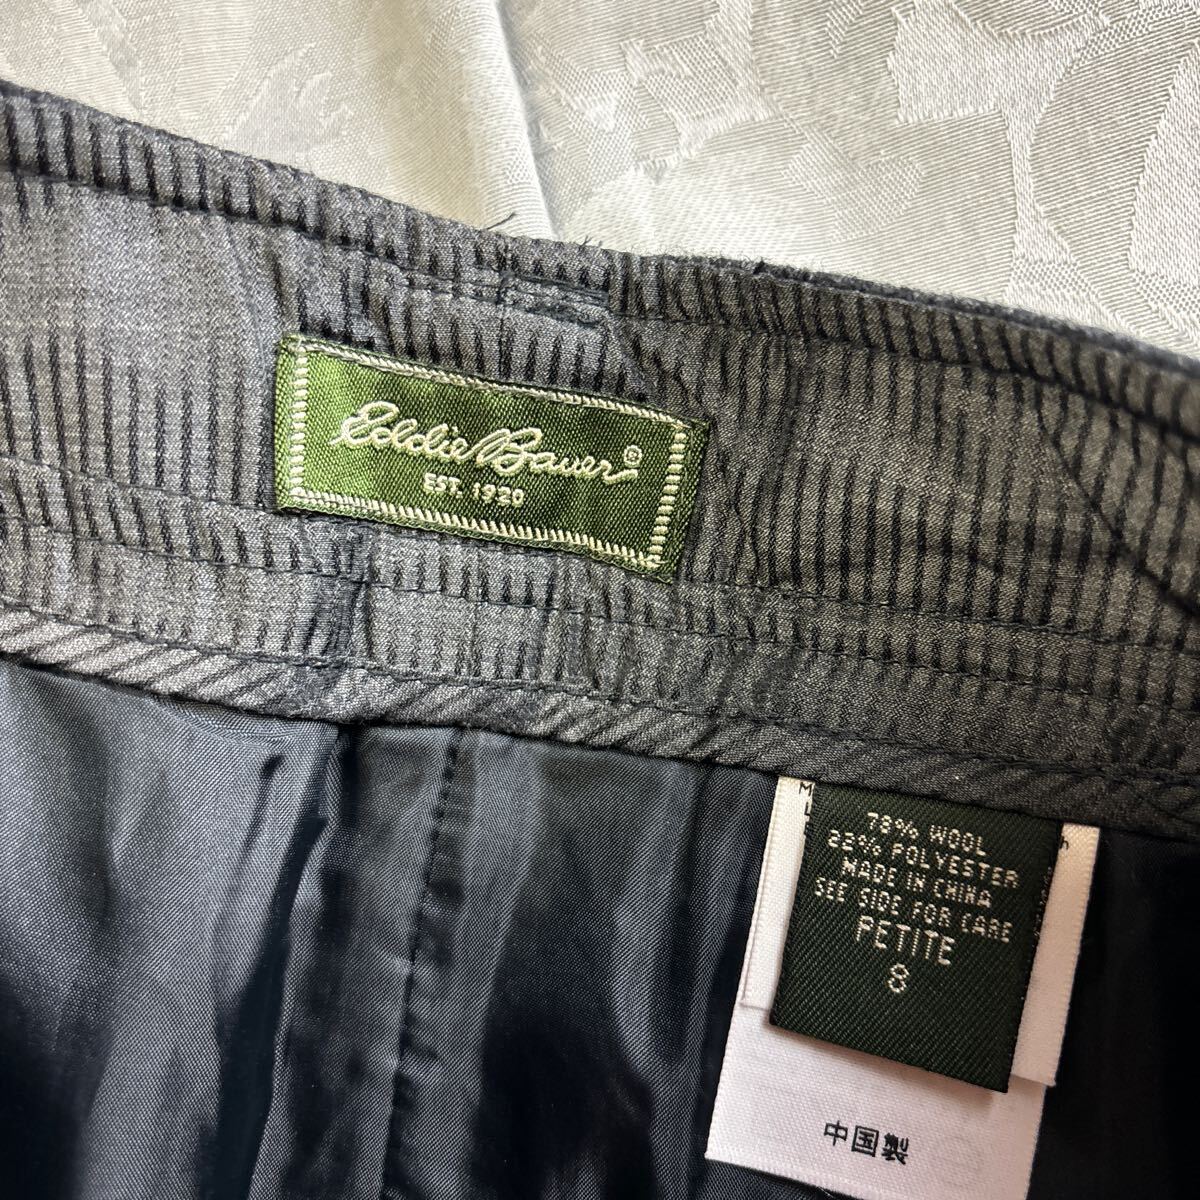 Eddie Bauer®
EST. 1920
78% WOOL
22% POLYESTER
MADE IN CHINA
SEE SIDE FOR CARE
PETITE
8
中国製